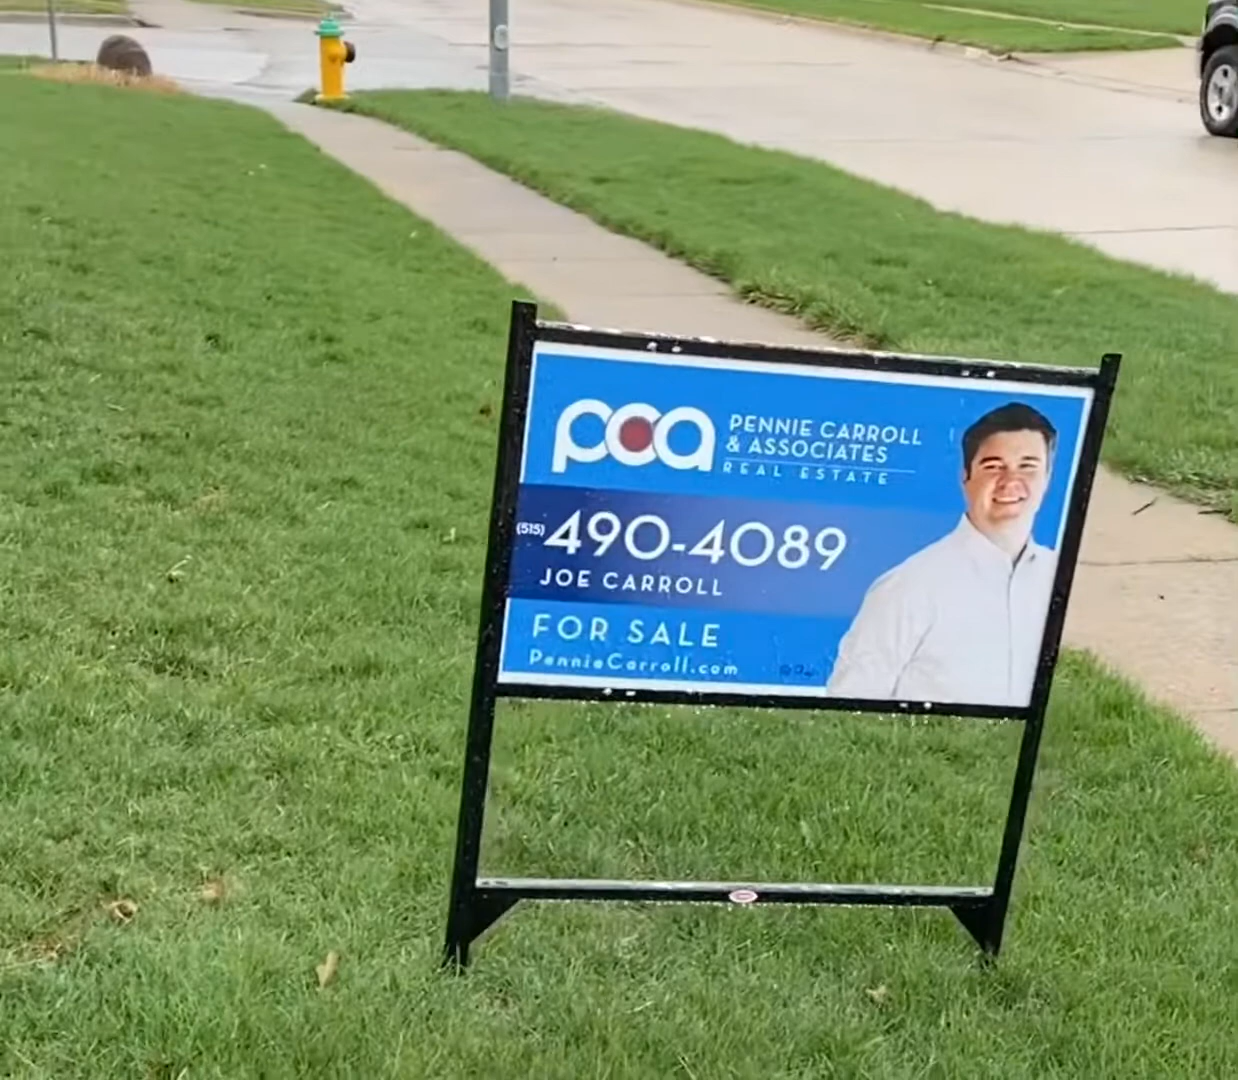 pca
PENNIE CARROLL
& ASSOCIATES
REAL ESTATE
(515) 490-4089
JOE CARROLL
FOR SALE
PennieCarroll.com